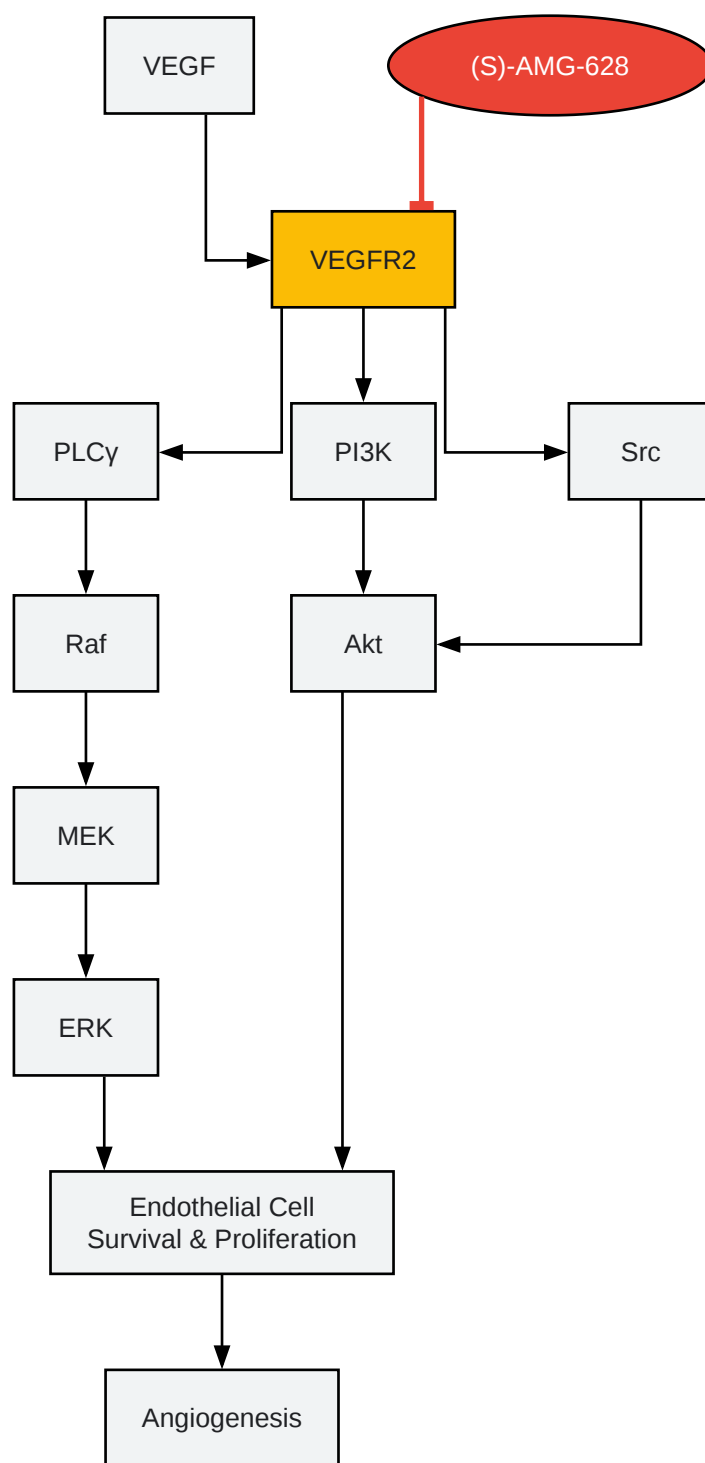 VEGF
(S)-AMG-628
VEGFR2
PLCγ
PI3K
Src
Raf
Akt
MEK
ERK
Endothelial Cell
Survival & Proliferation
Angiogenesis